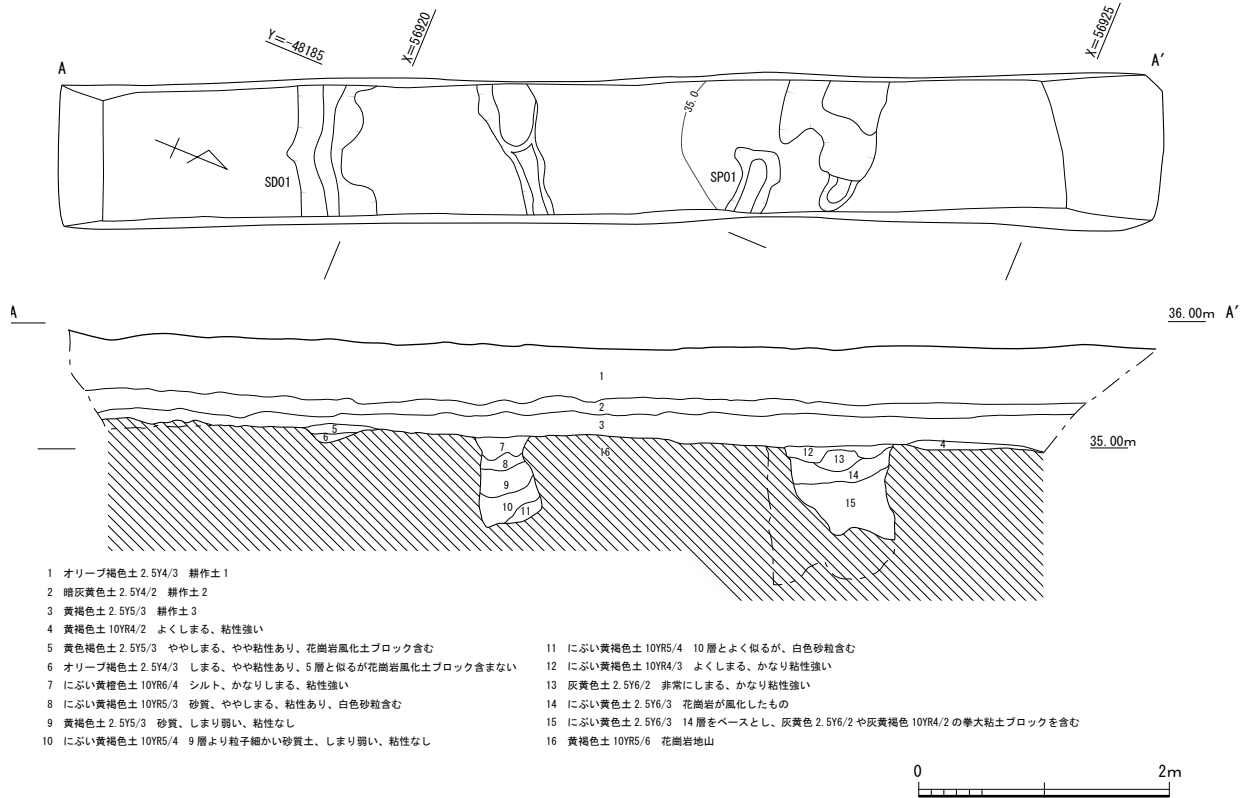 Y=-48185
X=56920
X=56925
A
A'
35.0
SD01
SP01
A
36.00m A'
1
2
3
5
6
7
16
4
35.00m
8
12
13
9
14
10
11
15
1 オリーブ褐色土 2.5Y4/3 耕作土 1
2 暗灰黄色土 2.5Y4/2 耕作土 2
3 黄褐色土 2.5Y5/3 耕作土 3
4 黄褐色土 10YR4/2 よくしまる、粘性強い
5 黄色褐色土 2.5Y5/3 ややしまる、やや粘性あり、花崗岩風化土ブロック含む
6 オリーブ褐色土 2.5Y4/3 しまる、やや粘性あり、5 層と似るが花崗岩風化土ブロック含まない
7 にぶい黄橙色土 10YR6/4 シルト、かなりしまる、粘性強い
8 にぶい黄褐色土 10YR5/3 砂質、ややしまる、粘性あり、白色砂粒含む
9 黄褐色土 2.5Y5/3 砂質、しまり弱い、粘性なし
10 にぶい黄褐色土 10YR5/4 9 層より粒子細かい砂質土、しまり弱い、粘性なし
11 にぶい黄褐色土 10YR5/4 10 層とよく似るが、白色砂粒含む
12 にぶい黄褐色土 10YR4/3 よくしまる、かなり粘性強い
13 灰黄色土 2.5Y6/2 非常にしまる、かなり粘性強い
14 にぶい黄色土 2.5Y6/3 花崗岩が風化したもの
15 にぶい黄色土 2.5Y6/3 14 層をベースとし、灰黄色 2.5Y6/2 や灰黄褐色 10YR4/2 の拳大粘土ブロックを含む
16 黄褐色土 10YR5/6 花崗岩地山
0 2m